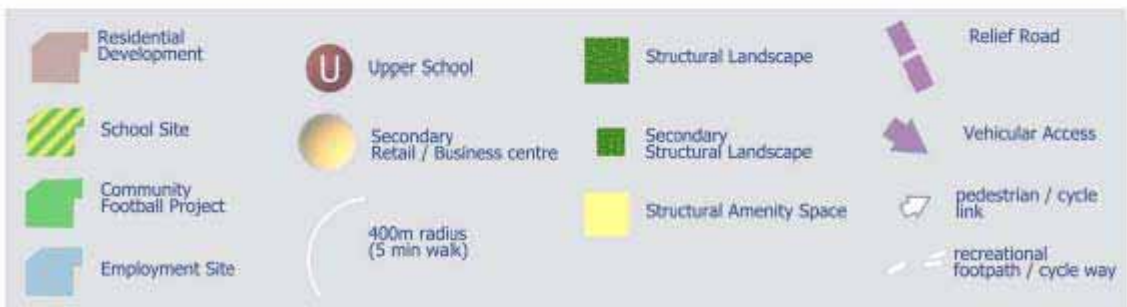 Residential
Development
School Site
Community
Football Project
Employment Site
U
Upper School
Secondary
Retail / Business centre
400m radius
(5 min walk)
Structural Landscape
Secondary
Structural Landscape
Structural Amenity Space
Relief Road
Vehicular Access
pedestrian / cycle
link
recreational
footpath / cycle way